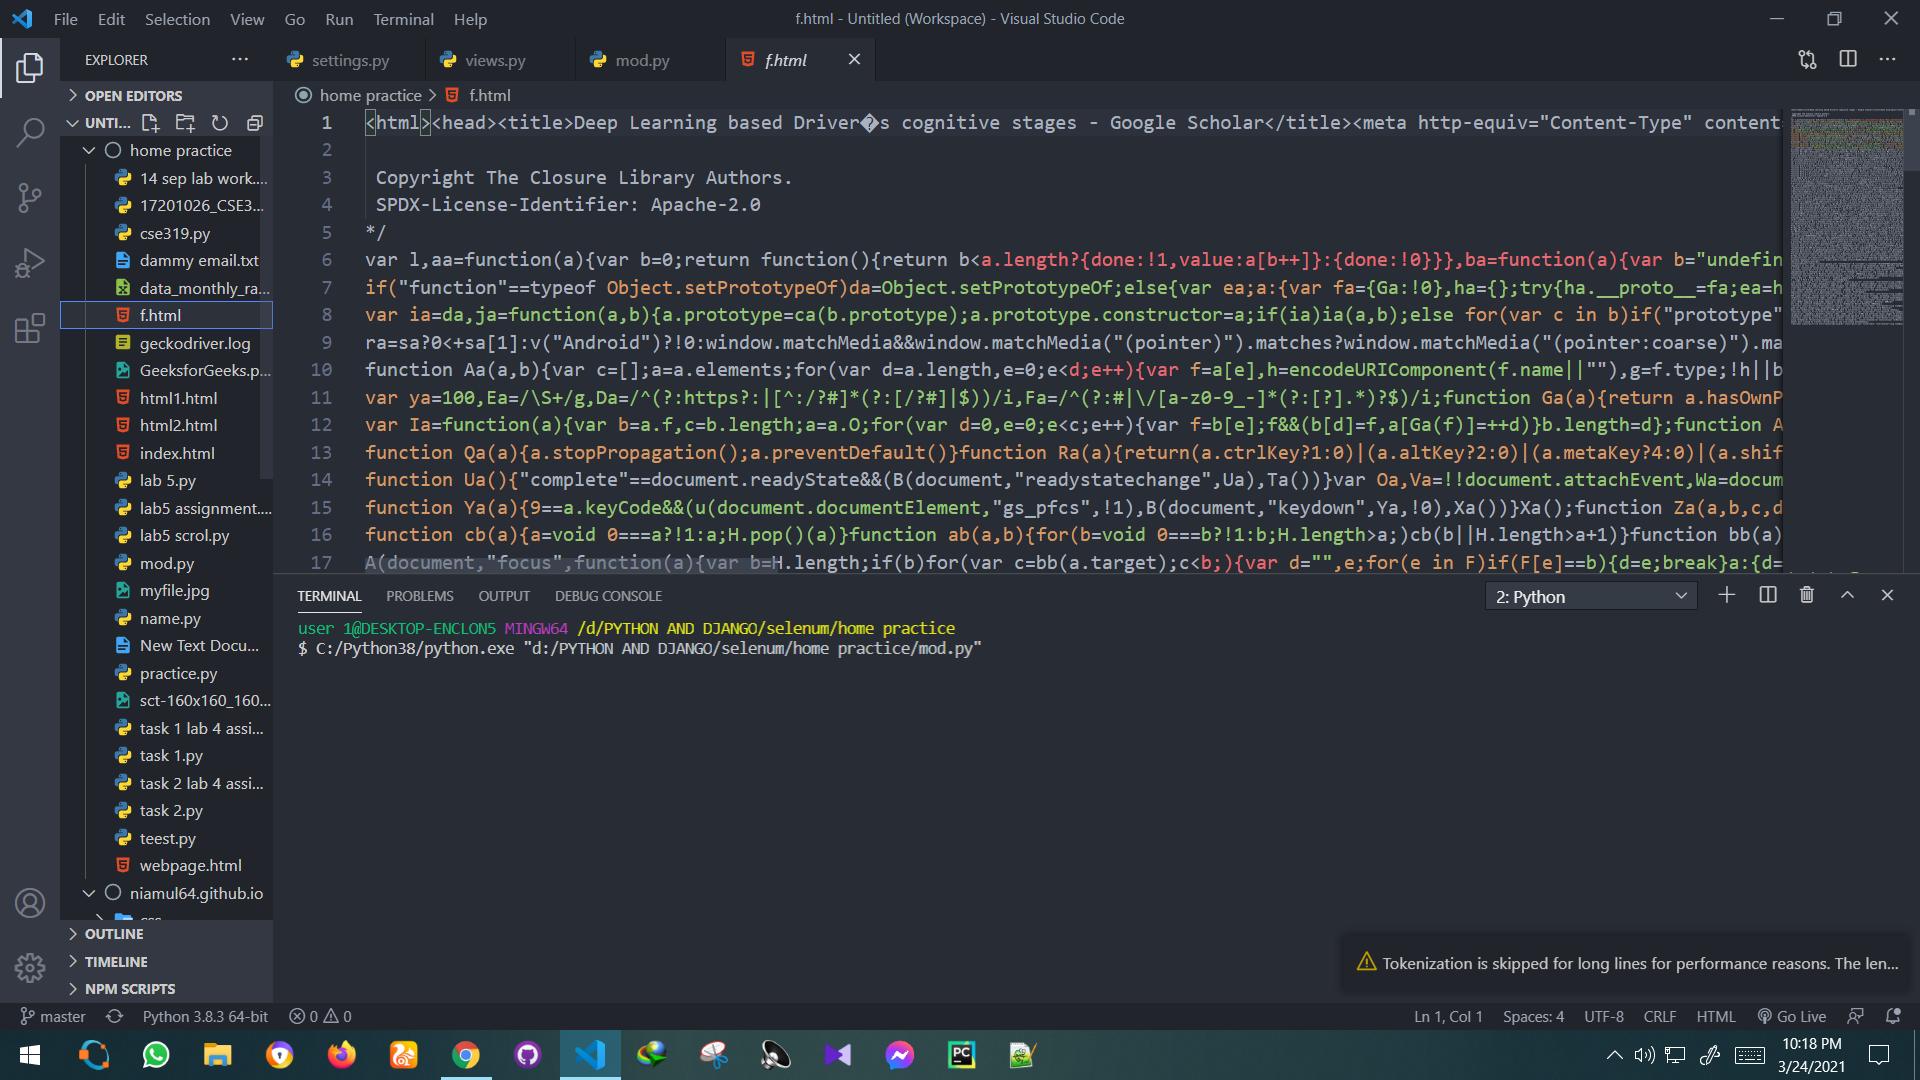 File Edit Selection View Go Run Terminal Help
f.html - Untitled (Workspace) - Visual Studio Code
EXPLORER
settings.py
views.py
mod.py
f.html
OPEN EDITORS
UNTI...
home practice
14 sep lab work....
17201026_CSE3...
cse319.py
dammy email.txt
data_monthly_ra...
f.html
geckodriver.log
GeeksforGeeks.p...
html1.html
html2.html
index.html
lab 5.py
lab5 assignment....
lab5 scrol.py
mod.py
myfile.jpg
name.py
New Text Docu...
practice.py
sct-160x160_160...
task 1 lab 4 assi...
task 1.py
task 2 lab 4 assi...
task 2.py
teest.py
webpage.html
niamul64.github.io
css
OUTLINE
TIMELINE
NPM SCRIPTS
home practice > f.html
1 <html><head><title>Deep Learning based Driver�s cognitive stages - Google Scholar</title><meta http-equiv="Content-Type" content
2
3 Copyright The Closure Library Authors.
4 SPDX-License-Identifier: Apache-2.0
5 */
6 var l,aa=function(a){var b=0;return function(){return b<a.length?{done:!1,value:a[b++]}:{done:!0}}},ba=function(a){var b="undefin
7 if("function"==typeof Object.setPrototypeOf)da=Object.setPrototypeOf;else{var ea;a:{var fa={Ga:!0},ha={};try{ha.__proto__=fa;ea=h
8 var ia=da,ja=function(a,b){a.prototype=ca(b.prototype);a.prototype.constructor=a;if(ia)ia(a,b);else for(var c in b)if("prototype"
9 ra=sa?0<+sa[1]:v("Android")?!0:window.matchMedia&&window.matchMedia("(pointer)").matches?window.matchMedia("(pointer:coarse)").ma
10 function Aa(a,b){var c=[];a=a.elements;for(var d=a.length,e=0;e<d;e++){var f=a[e],h=encodeURIComponent(f.name||""),g=f.type;!h||b
11 var ya=100,Ea=/\S+/g,Da=/^(?:https?:|[^:/?#]*(?:[/?#]|$))/i,Fa=/^(?:#|\/[a-z0-9_-]*(?:[?].*)?$)/i;function Ga(a){return a.hasOwnP
12 var Ia=function(a){var b=a.f,c=b.length;a=a.O;for(var d=0,e=0;e<c;e++){var f=b[e];f&&(b[d]=f,a[Ga(f)]=++d)}b.length=d};function A
13 function Qa(a){a.stopPropagation();a.preventDefault()}function Ra(a){return(a.ctrlKey?1:0)|(a.altKey?2:0)|(a.metaKey?4:0)|(a.shif
14 function Ua(){"complete"==document.readyState&&(B(document,"readystatechange",Ua),Ta())}var Oa,Va=!!document.attachEvent,Wa=docum
15 function Ya(a){9==a.keyCode&&(u(document.documentElement,"gs_pfcs",!1),B(document,"keydown",Ya,!0),Xa())}Xa();function Za(a,b,c,d
16 function cb(a){a=void 0===a?!1:a;H.pop()(a)}function ab(a,b){for(b=void 0===b?!1:b;H.length>a;)cb(b||H.length>a+1)}function bb(a)
17 A(document,"focus",function(a){var b=H.length;if(b)for(var c=bb(a.target);c<b;){var d="",e;for(e in F)if(F[e]==b){d=e;break}a:{d=
TERMINAL PROBLEMS OUTPUT DEBUG CONSOLE
2: Python
user 1@DESKTOP-ENCLON5 MINGW64 /d/PYTHON AND DJANGO/selenum/home practice
$ C:/Python38/python.exe "d:/PYTHON AND DJANGO/selenum/home practice/mod.py"
Tokenization is skipped for long lines for performance reasons. The len...
master Python 3.8.3 64-bit 0 0 Ln 1, Col 1 Spaces: 4 UTF-8 CRLF HTML Go Live
PC
10:18 PM
3/24/2021